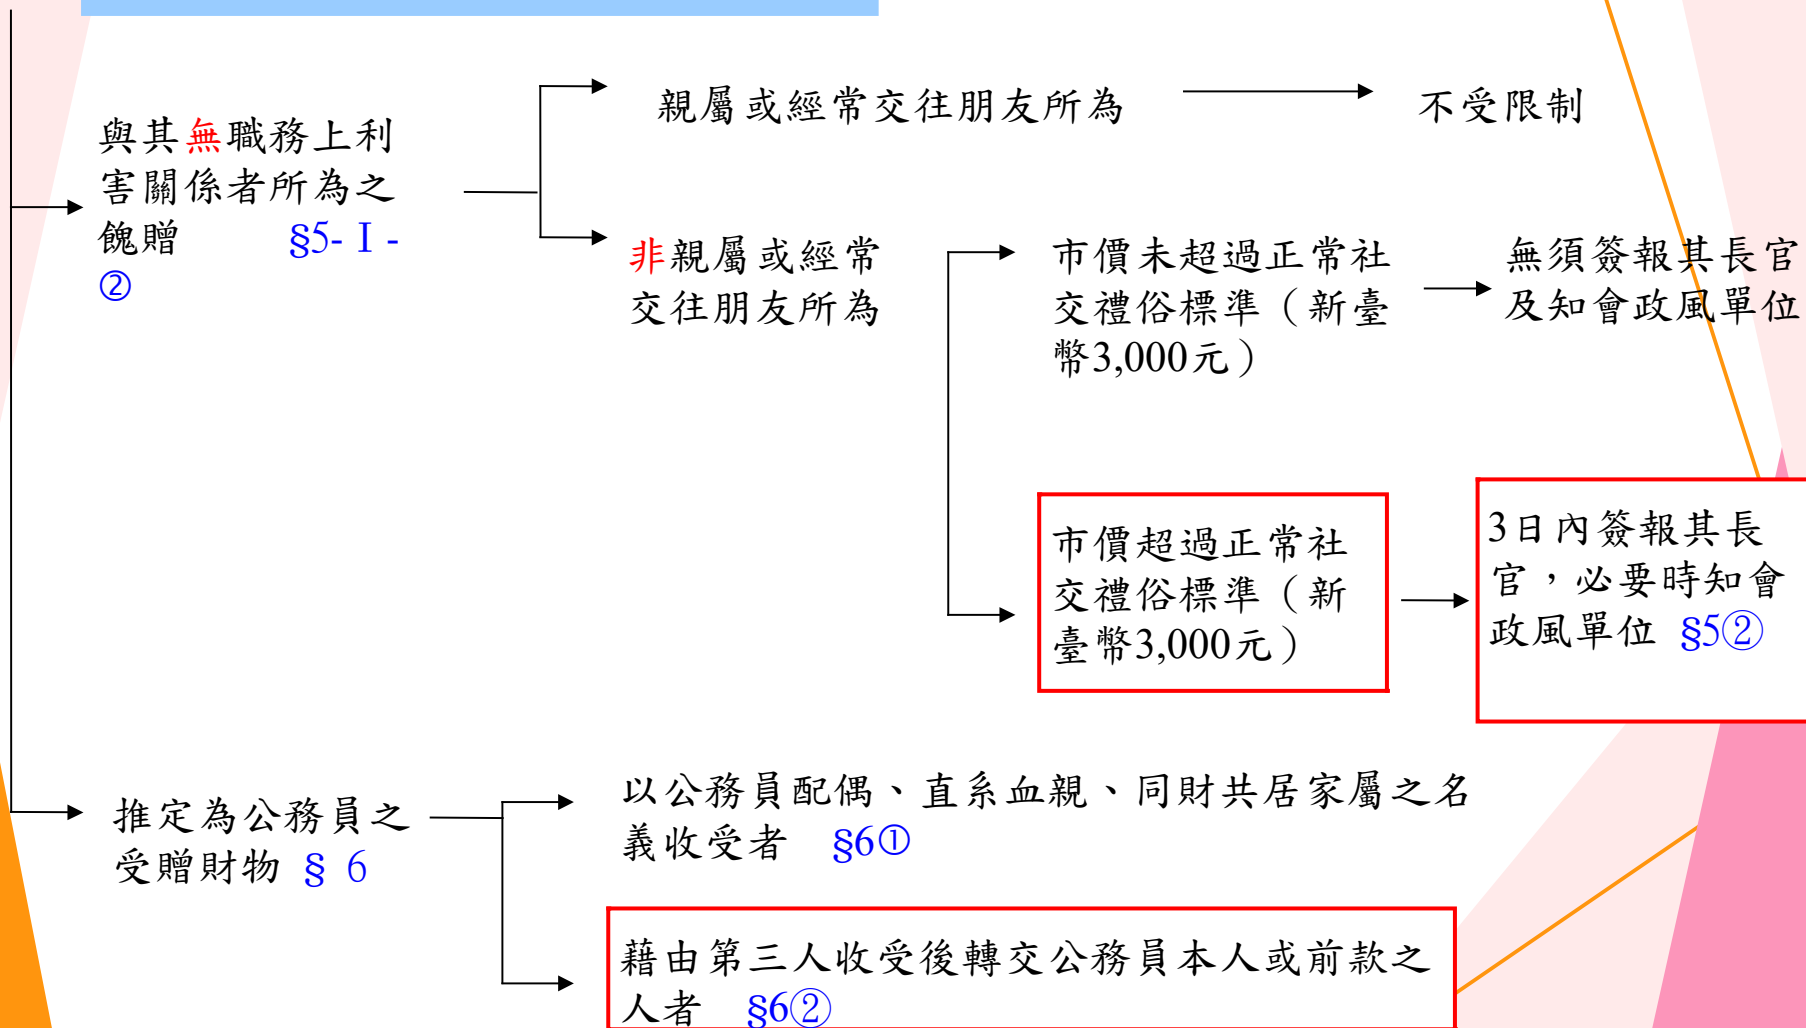 與其無職務上利
害關係者所為之
餽贈 §5-Ⅰ-
②
親屬或經常交往朋友所為
不受限制
非親屬或經常
交往朋友所為
市價未超過正常社
交禮俗標準（新臺
幣3,000元）
無須簽報其長官
及知會政風單位
市價超過正常社
交禮俗標準（新
臺幣3,000元）
3日內簽報其長
官，必要時知會
政風單位 §5②
推定為公務員之
受贈財物 § 6
以公務員配偶、直系血親、同財共居家屬之名
義收受者 §6①
藉由第三人收受後轉交公務員本人或前款之
人者 §6②